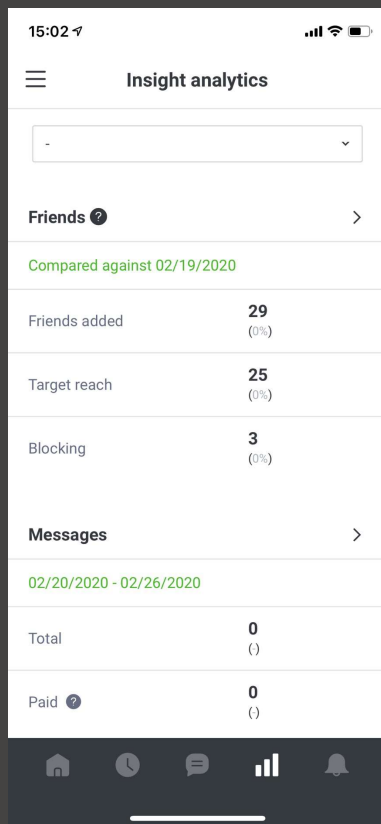 15:02
Insight analytics
-
Friends ?
Compared against 02/19/2020
Friends added 29
(0%)
Target reach 25
(0%)
Blocking 3
(0%)
Messages
02/20/2020 - 02/26/2020
Total 0
(-)
Paid ? 0
(-)